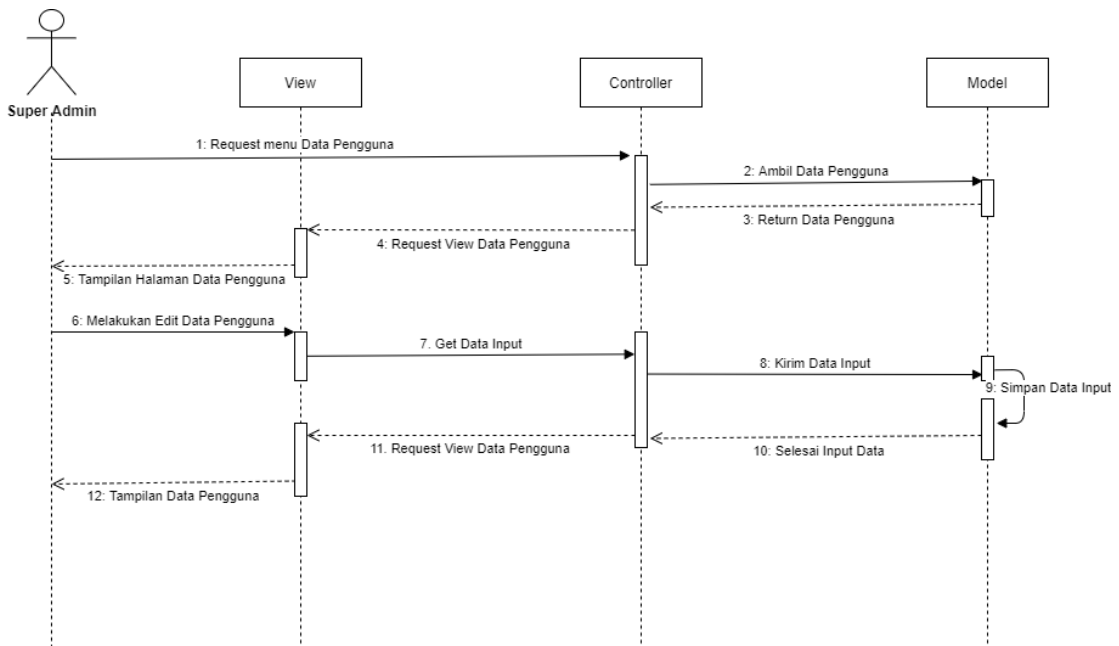 View
Controller
Model
Super Admin
1: Request menu Data Pengguna
2: Ambil Data Pengguna
3: Return Data Pengguna
4: Request View Data Pengguna
5: Tampilan Halaman Data Pengguna
6: Melakukan Edit Data Pengguna
7. Get Data Input
8: Kirim Data Input
9: Simpan Data Input
10: Selesai Input Data
11. Request View Data Pengguna
12: Tampilan Data Pengguna